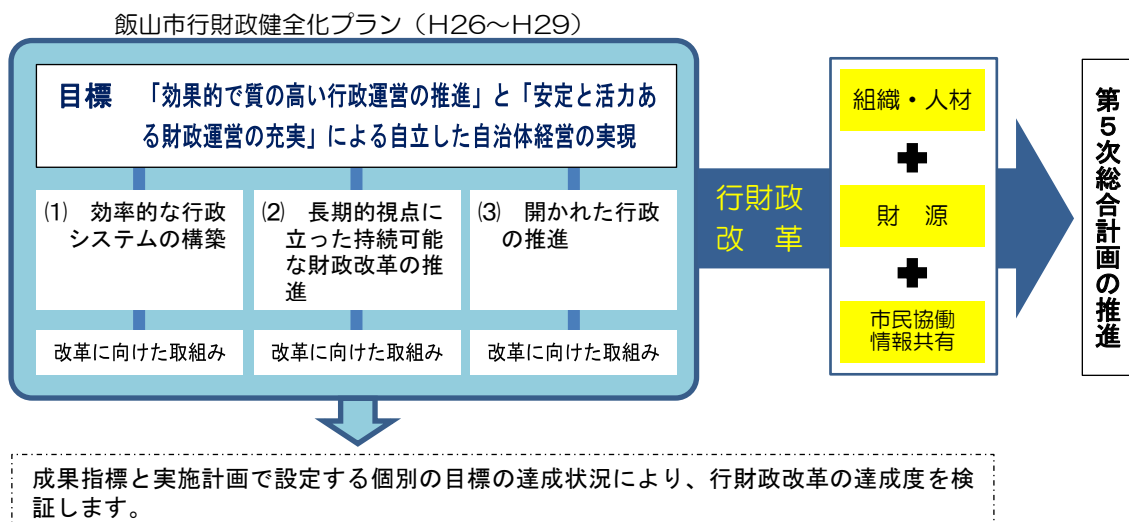 飯山市行財政健全化プラン（H26～H29）
目標　「効果的で質の高い行政運営の推進」と「安定と活力あ
る財政運営の充実」による自立した自治体経営の実現
⑴　効率的な行政
システムの構築
⑵　長期的視点に
立った持続可能
な財政改革の推
進
⑶　開かれた行政
の推進
改革に向けた取組み
改革に向けた取組み
改革に向けた取組み
行財政
改　革
組織・人材
財　源
市民協働
情報共有
第５次総合計画の推進
成果指標と実施計画で設定する個別の目標の達成状況により、行財政改革の達成度を検
証します。